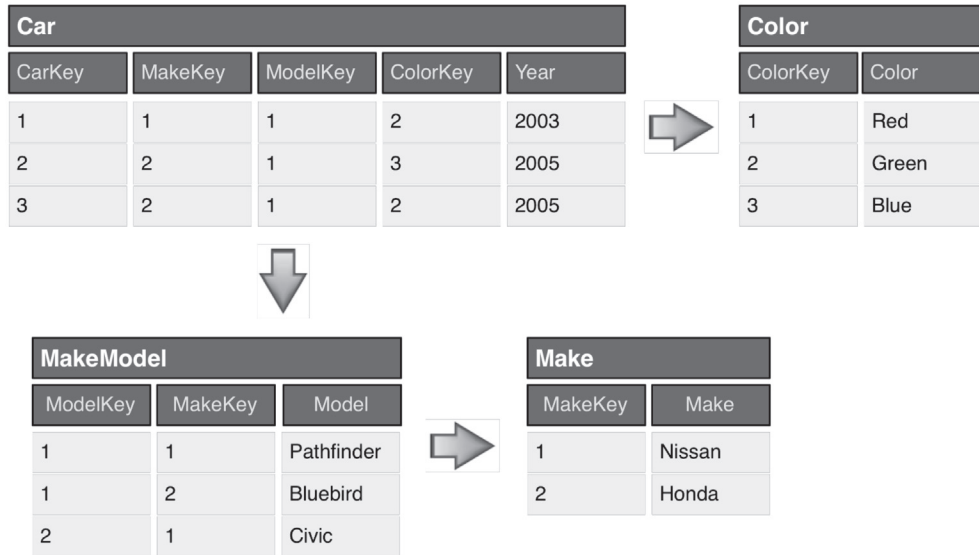 Car
CarKey MakeKey ModelKey ColorKey Year
1 1 1 2 2003
2 2 1 3 2005
3 2 1 2 2005
Color
ColorKey Color
1 Red
2 Green
3 Blue
MakeModel
ModelKey MakeKey Model
1 1 Pathfinder
1 2 Bluebird
2 1 Civic
Make
MakeKey Make
1 Nissan
2 Honda